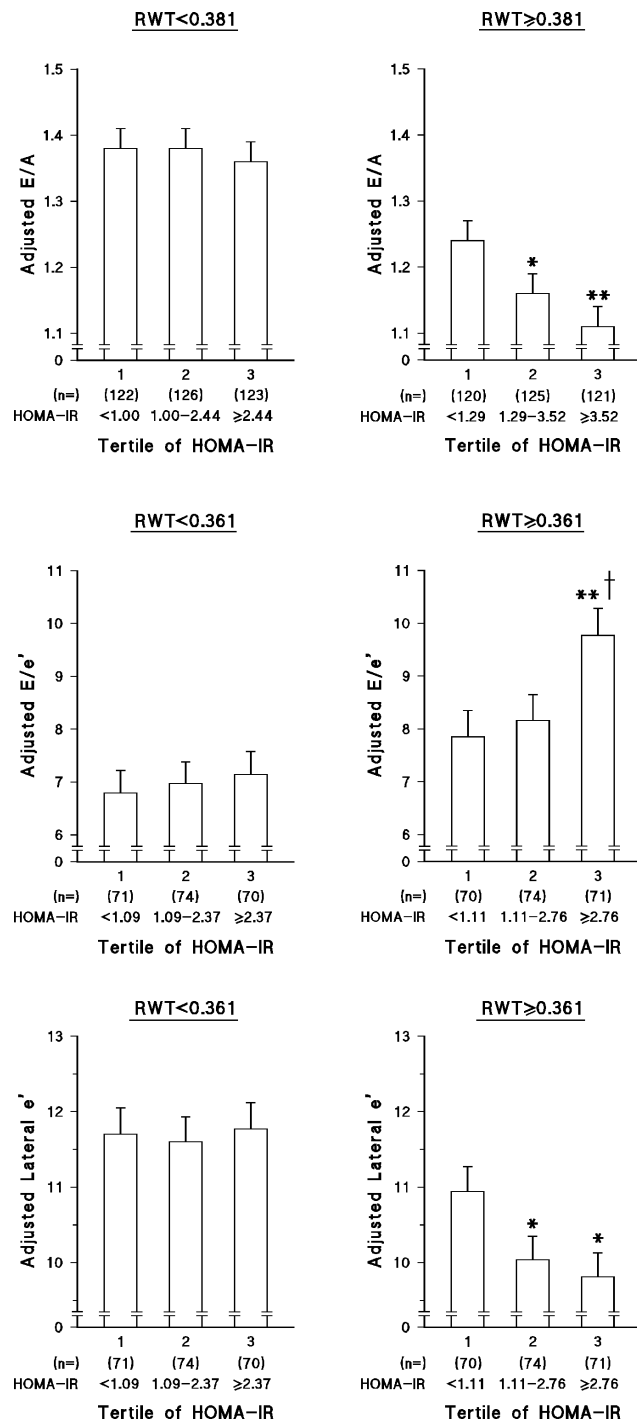 RWT<0.381
1.5
1.4
1.3
1.2
1.1
0
Adjusted E/A
1 2 3
(n=) (122) (126) (123)
HOMA-IR <1.00 1.00-2.44 ≥2.44
Tertile of HOMA-IR
RWT≥0.381
1.5
1.4
1.3
1.2
1.1
0
Adjusted E/A
*
**
1 2 3
(n=) (120) (125) (121)
HOMA-IR <1.29 1.29-3.52 ≥3.52
Tertile of HOMA-IR
RWT<0.361
11
10
9
8
7
6
0
Adjusted E/e'
1 2 3
(n=) (71) (74) (70)
HOMA-IR <1.09 1.09-2.37 ≥2.37
Tertile of HOMA-IR
RWT≥0.361
11
10
9
8
7
6
0
Adjusted E/e'
**†
1 2 3
(n=) (70) (74) (71)
HOMA-IR <1.11 1.11-2.76 ≥2.76
Tertile of HOMA-IR
RWT<0.361
13
12
11
10
0
Adjusted Lateral e'
1 2 3
(n=) (71) (74) (70)
HOMA-IR <1.09 1.09-2.37 ≥2.37
Tertile of HOMA-IR
RWT≥0.361
13
12
11
10
0
Adjusted Lateral e'
*
*
1 2 3
(n=) (70) (74) (71)
HOMA-IR <1.11 1.11-2.76 ≥2.76
Tertile of HOMA-IR